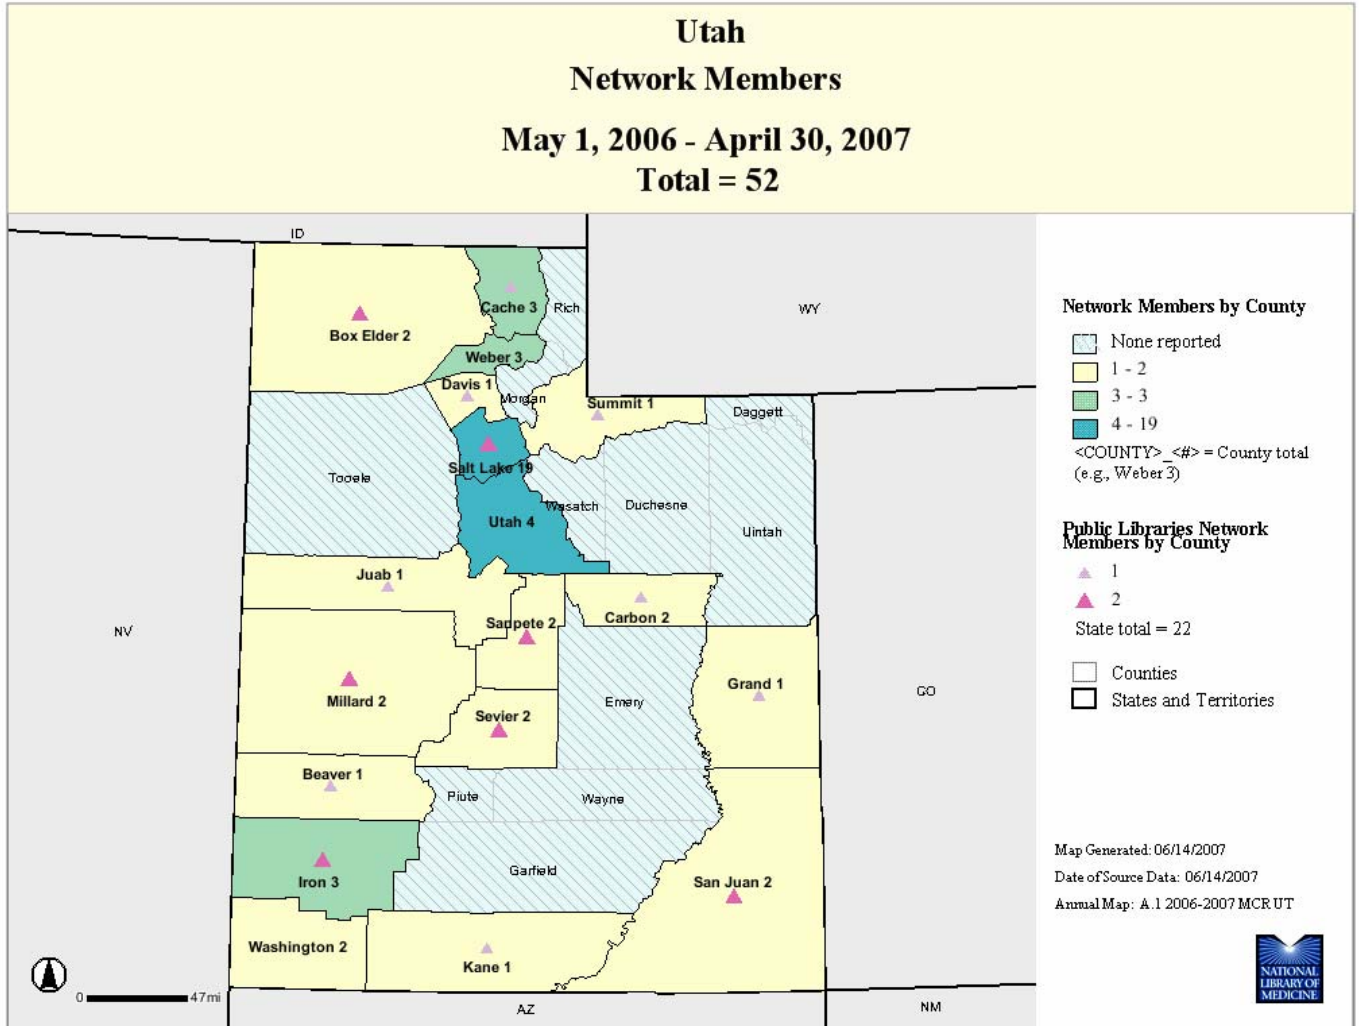 Utah
Network Members
May 1, 2006 - April 30, 2007
Total = 52
ID
WY
NV
CO
AZ
NM
Box Elder 2
Cache 3
Rich
Weber 3
Davis 1
Morgan
Summit 1
Daggett
Salt Lake 19
Tooele
Wasatch
Duchesne
Utah 4
Uintah
Juab 1
Sanpete 2
Carbon 2
Millard 2
Grand 1
Emery
Sevier 2
Beaver 1
Piute
Wayne
Iron 3
Garfield
San Juan 2
Washington 2
Kane 1
0 47mi
Network Members by County
None reported
1 - 2
3 - 3
4 - 19
<COUNTY>_<#> = County total
(e.g., Weber 3)
Public Libraries Network
Members by County
1
2
State total = 22
Counties
States and Territories
Map Generated: 06/14/2007
Date of Source Data: 06/14/2007
Annual Map: A.1 2006-2007 MCR UT
NATIONAL
LIBRARY OF
MEDICINE